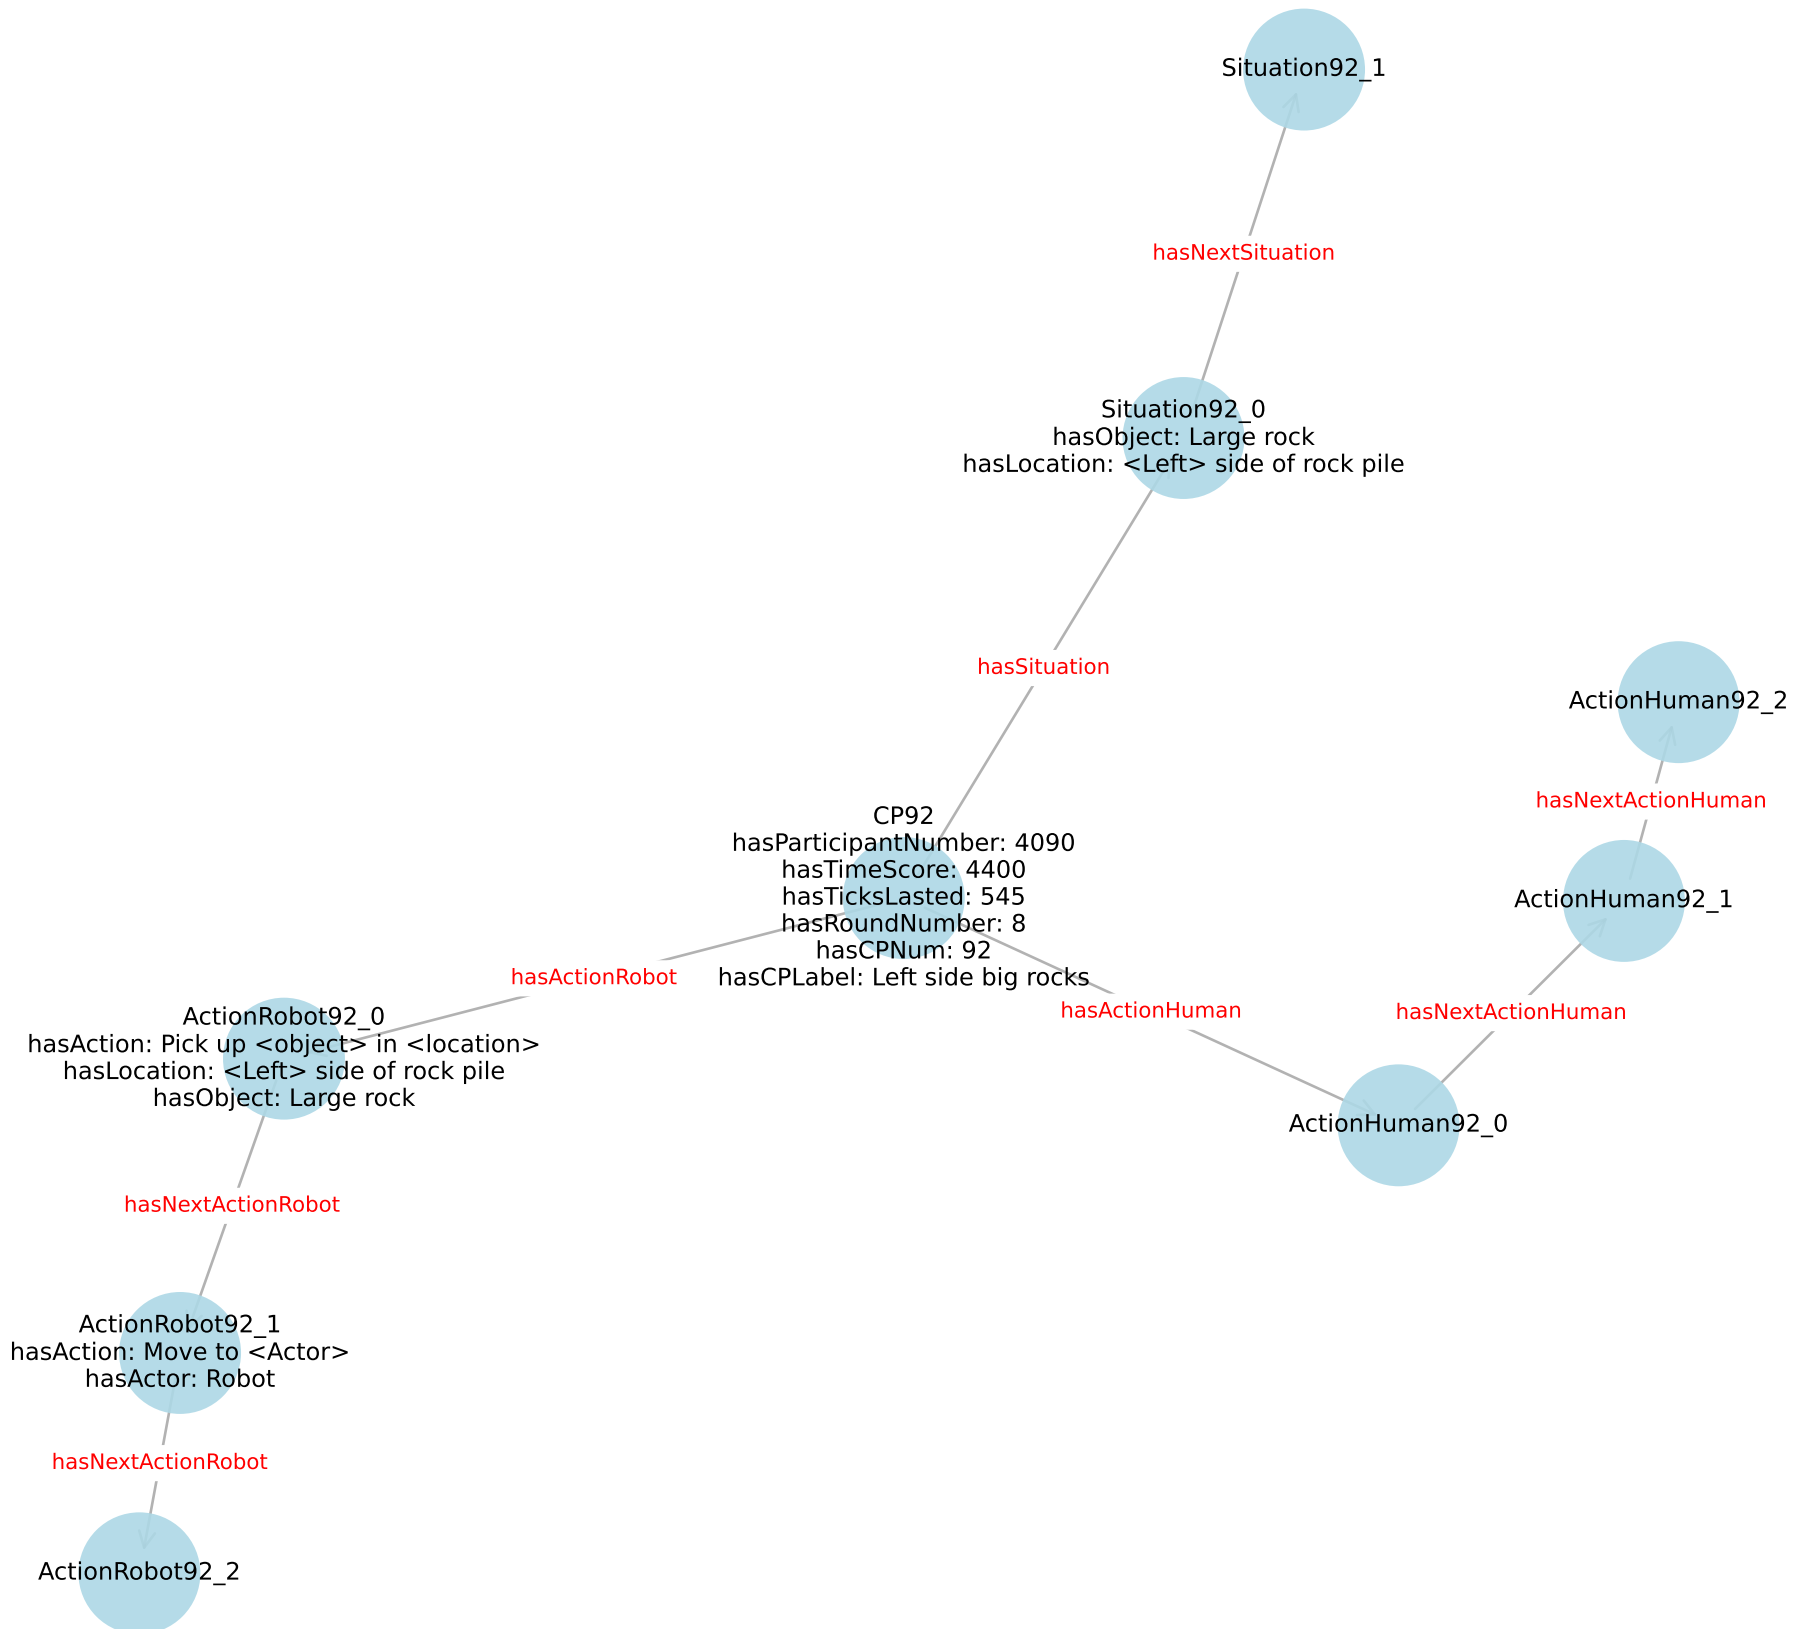 Situation92_1
hasNextSituation
Situation92_0
hasObject: Large rock
hasLocation: <Left> side of rock pile
hasSituation
ActionHuman92_2
hasNextActionHuman
ActionHuman92_1
CP92
hasParticipantNumber: 4090
hasTimeScore: 4400
hasTicksLasted: 545
hasRoundNumber: 8
hasCPNum: 92
hasCPLabel: Left side big rocks
hasActionRobot
hasActionHuman
hasNextActionHuman
ActionRobot92_0
hasAction: Pick up <object> in <location>
hasLocation: <Left> side of rock pile
hasObject: Large rock
ActionHuman92_0
hasNextActionRobot
ActionRobot92_1
hasAction: Move to <Actor>
hasActor: Robot
hasNextActionRobot
ActionRobot92_2